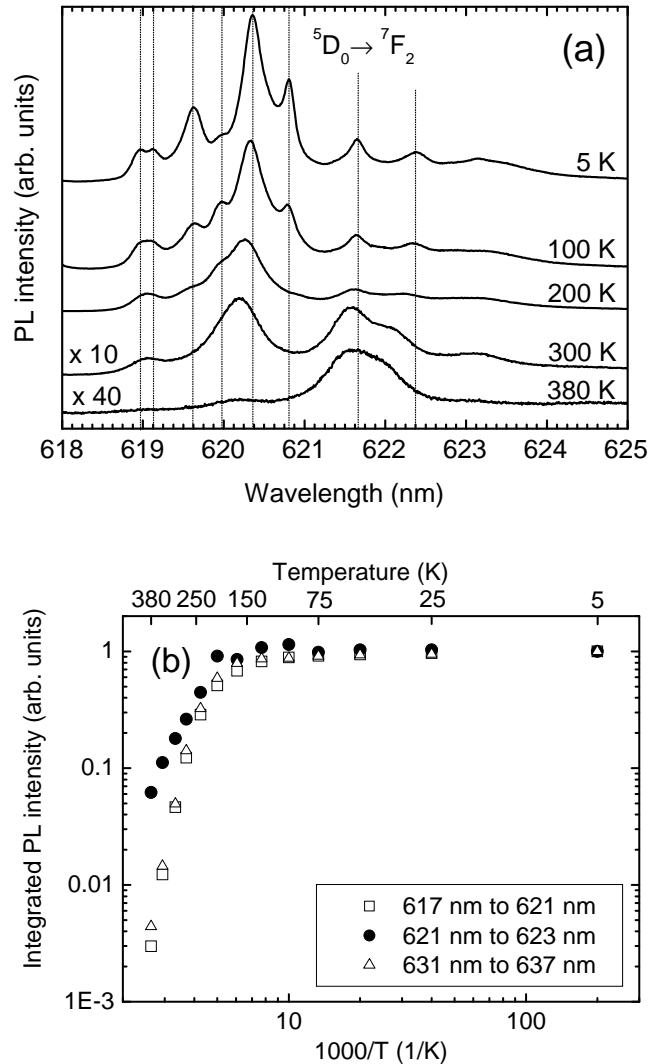 (a)
⁵D₀→ ⁷F₂
PL intensity (arb. units)
5 K
100 K
200 K
x 10
300 K
x 40
380 K
618 619 620 621 622 623 624 625
Wavelength (nm)
Temperature (K)
380 250 150 75 25 5
(b)
Integrated PL intensity (arb. units)
1
0.1
0.01
1E-3
617 nm to 621 nm
621 nm to 623 nm
631 nm to 637 nm
10 100
1000/T (1/K)